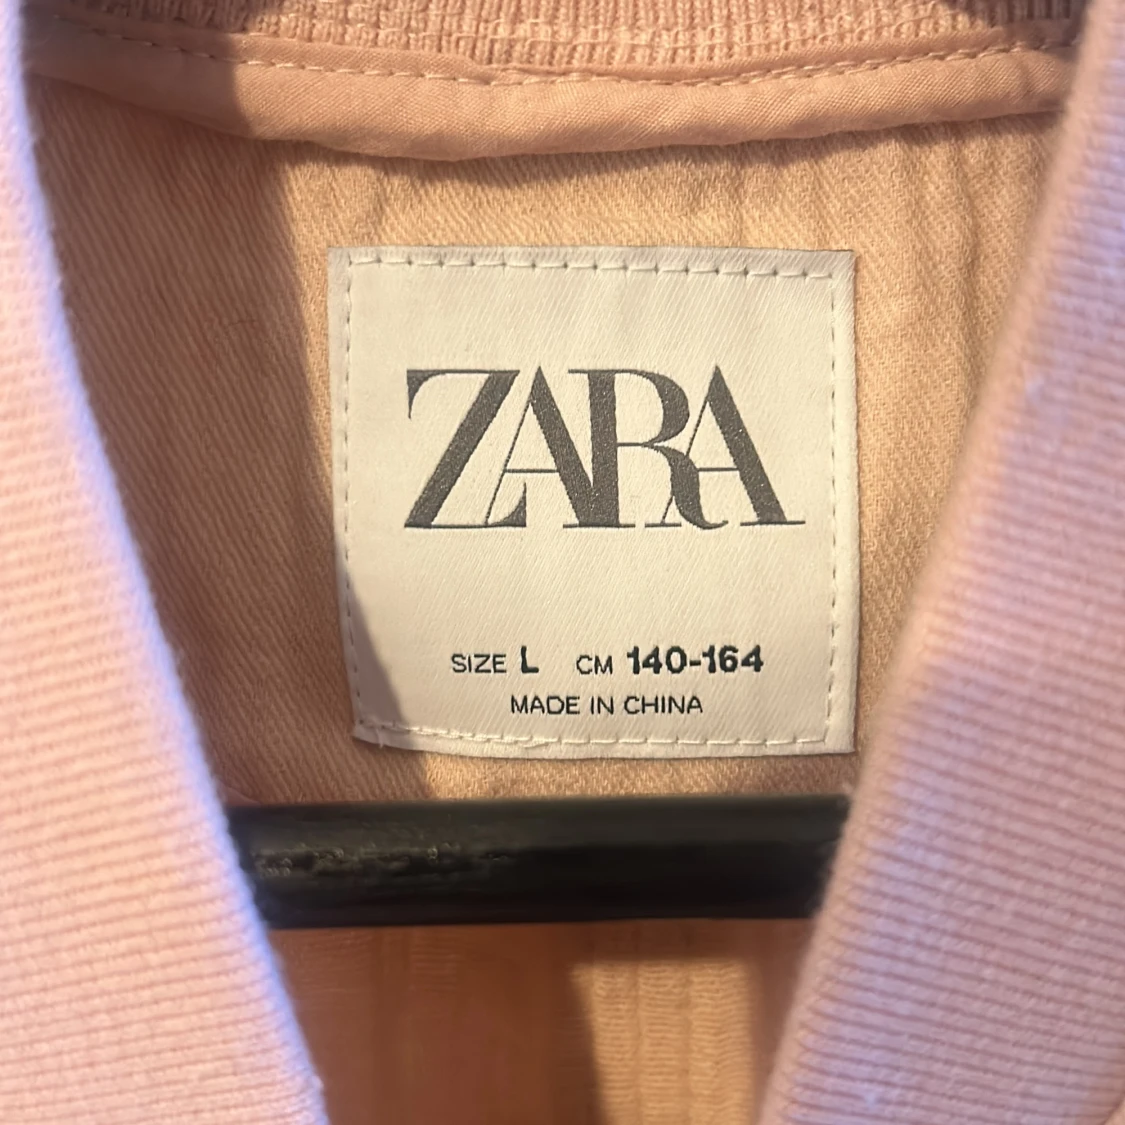 ZARA
SIZE L CM 140-164
MADE IN CHINA